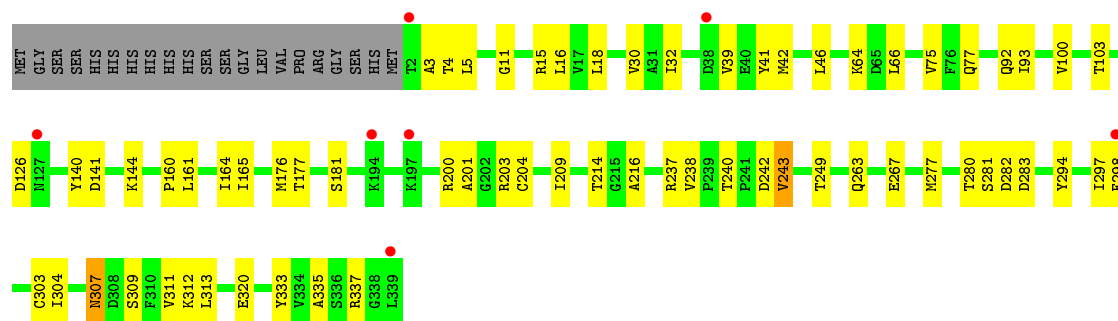 MET GLY SER SER HIS HIS HIS HIS HIS HIS SER SER GLY LEU VAL PRO ARG GLY SER HIS MET T2 A3 T4 L5 G11 R15 L16 V17 L18 V30 A31 I32 D38 V39 E40 Y41 M42 L46 K64 D65 L66 V75 F76 Q77 Q92 I93 V100 T103
D126 N127 Y140 D141 K144 P160 L161 I164 I165 M176 T177 S181 K194 K197 R200 A201 G202 R203 C204 I209 T214 G215 A216 R237 V238 P239 T240 P241 D242 V243 T249 Q263 E267 M277 T280 S281 D282 D283 Y294 I297 E298
C303 I304 N307 D308 S309 F310 V311 K312 L313 E320 Y333 V334 A335 S336 R337 G338 L339